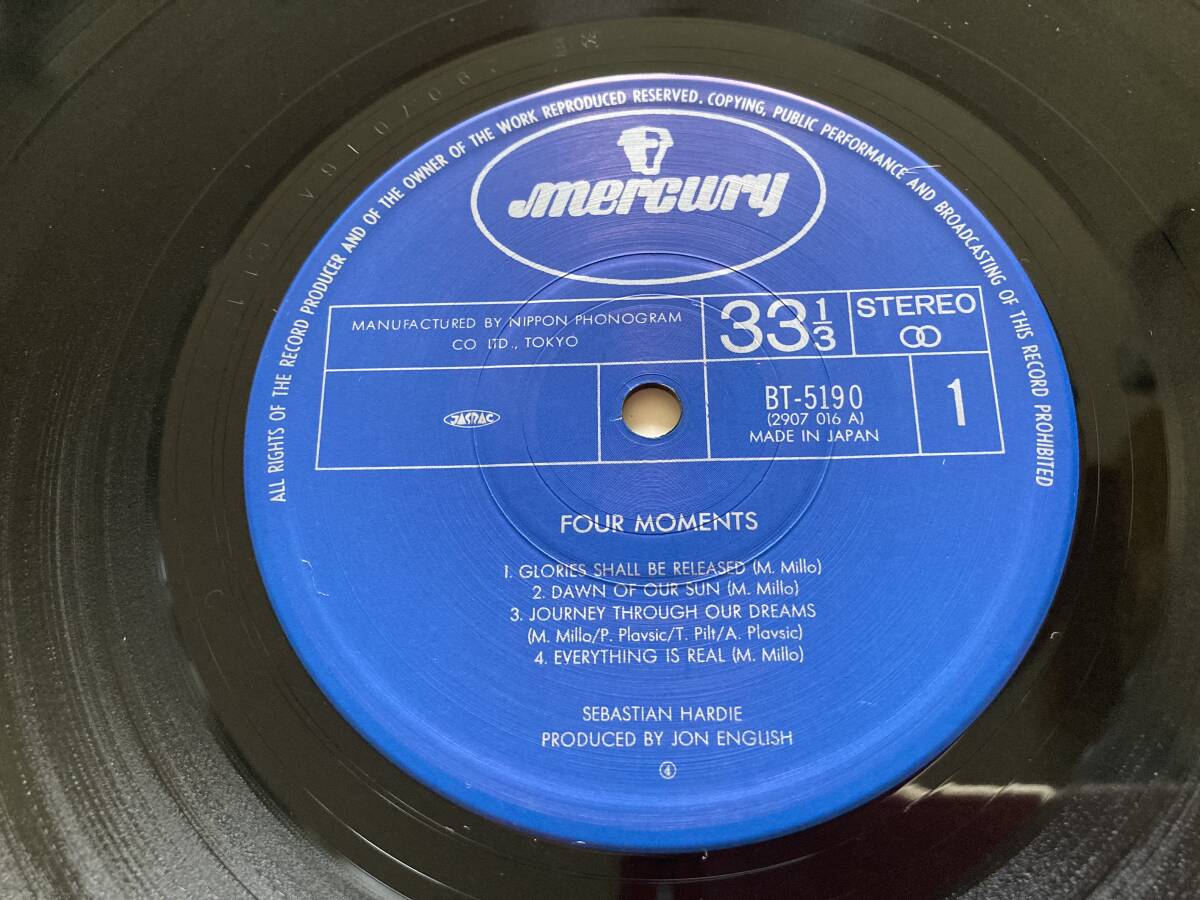 ALL RIGHTS OF THE RECORD PRODUCER AND OF THE OWNER OF THE WORK REPRODUCED RESERVED. COPYING, PUBLIC PERFORMANCE AND BROADCASTING OF THIS RECORD PROHIBITED
mercury
MANUFACTURED BY NIPPON PHONOGRAM
CO LTD., TOKYO
33 1/3
STEREO
JASRAC
BT-5190
(2907 016 A)
MADE IN JAPAN
1
FOUR MOMENTS
1. GLORIES SHALL BE RELEASED (M. Millo)
2. DAWN OF OUR SUN (M. Millo)
3. JOURNEY THROUGH OUR DREAMS
(M. Millo/P. Plavsic/T. Pilt/A. Plavsic)
4. EVERYTHING IS REAL (M. Millo)
SEBASTIAN HARDIE
PRODUCED BY JON ENGLISH
④